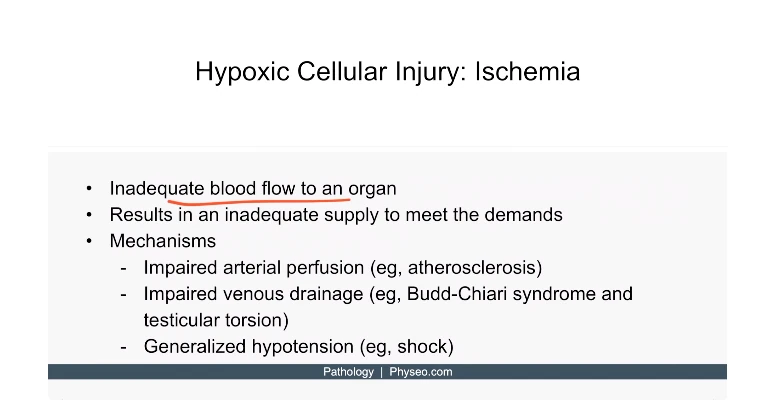 Hypoxic Cellular Injury: Ischemia
• Inadequate blood flow to an organ
• Results in an inadequate supply to meet the demands
• Mechanisms
- Impaired arterial perfusion (eg, atherosclerosis)
- Impaired venous drainage (eg, Budd-Chiari syndrome and
testicular torsion)
- Generalized hypotension (eg, shock)
Pathology | Physeo.com